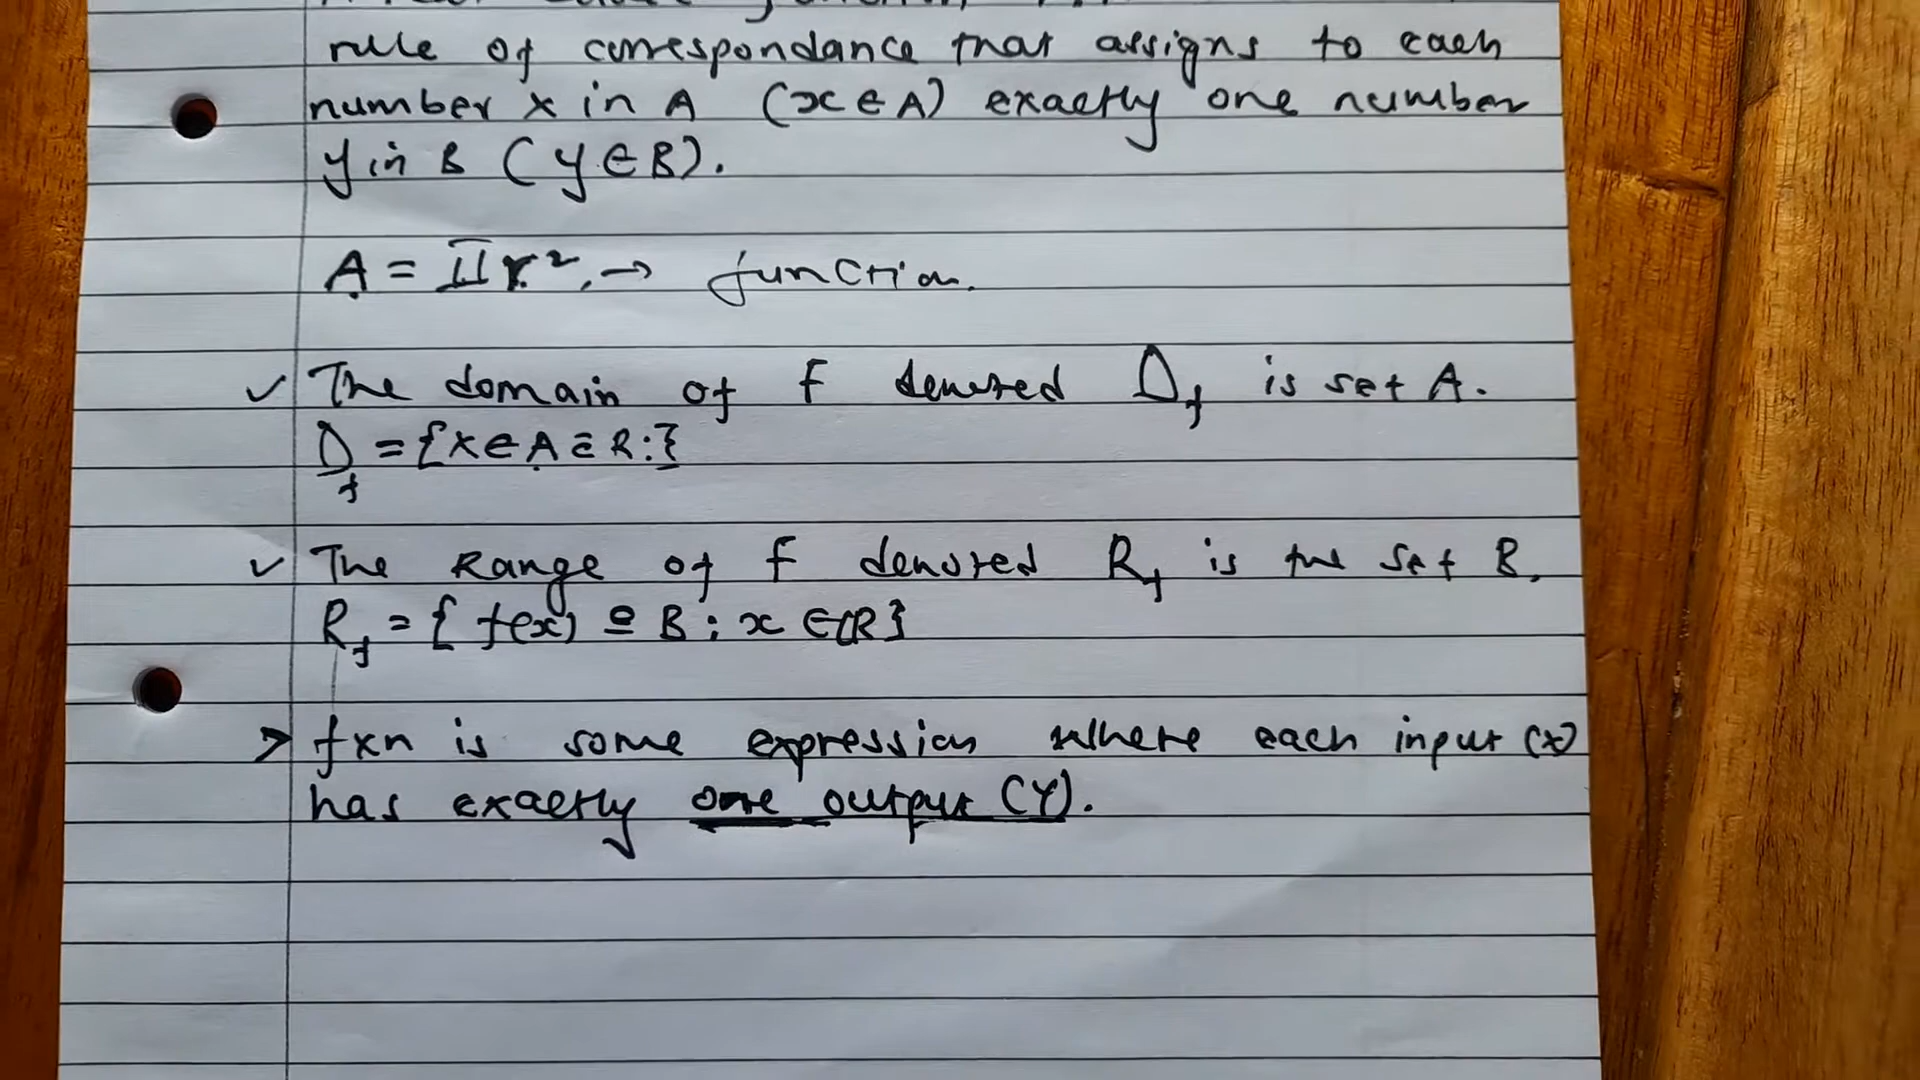 rule of correspondance that assigns to each
number x in A (x ∈ A) exactly one number
y in B (y ∈ B).
A = πr², → function.
✓ The domain of f denoted D_f is set A.
D_f = {x ∈ A ⊆ R:}
✓ The Range of f denoted R_f is the set B.
R_f = { f(x) ⊆ B : x ∈ ℝ}
> fxn is some expression where each input (x)
has exactly one output (Y).